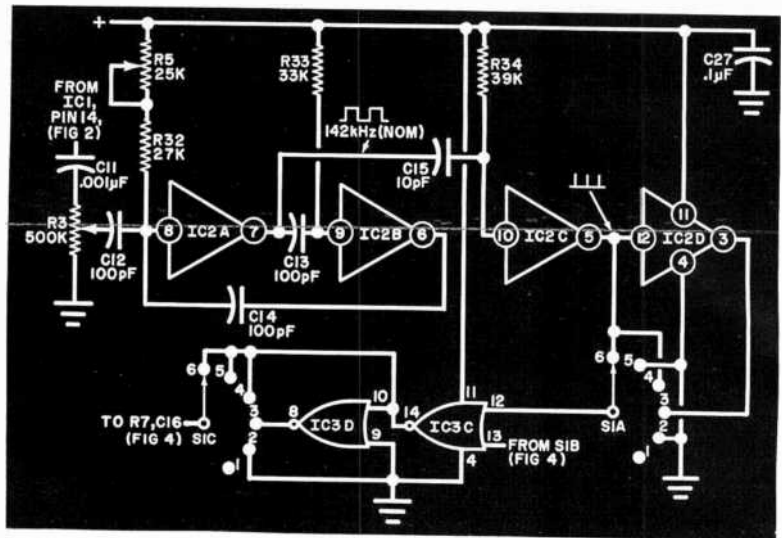 +
R5
25K
R33
33K
R34
39K
C27
.1µF
FROM
IC1,
PIN14,
(FIG 2)
142kHz(NOM)
R32
27K
C11
.001µF
C15
10pF
R3
500K
C12
100pF
8
IC2A
7
C13
100pF
9
IC2B
6
10
IC2C
5
12
IC2D
11
4
3
C14
100pF
6
5
4
3
2
1
TO R7,C16
(FIG 4)
S1C
8
IC3D
10
9
14
IC3C
11
12
13
4
FROM S1B
(FIG 4)
6
5
4
3
2
1
S1A